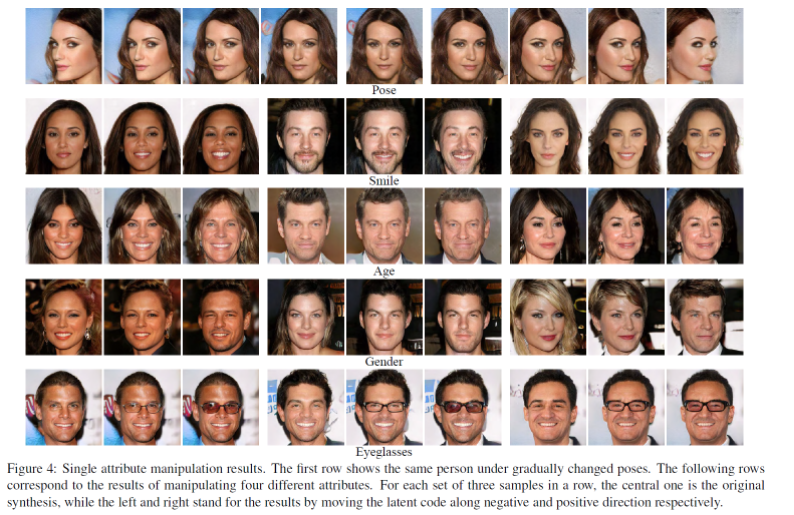 Pose
Smile
Age
Gender
Eyeglasses
Figure 4: Single attribute manipulation results. The first row shows the same person under gradually changed poses. The following rows
correspond to the results of manipulating four different attributes. For each set of three samples in a row, the central one is the original
synthesis, while the left and right stand for the results by moving the latent code along negative and positive direction respectively.